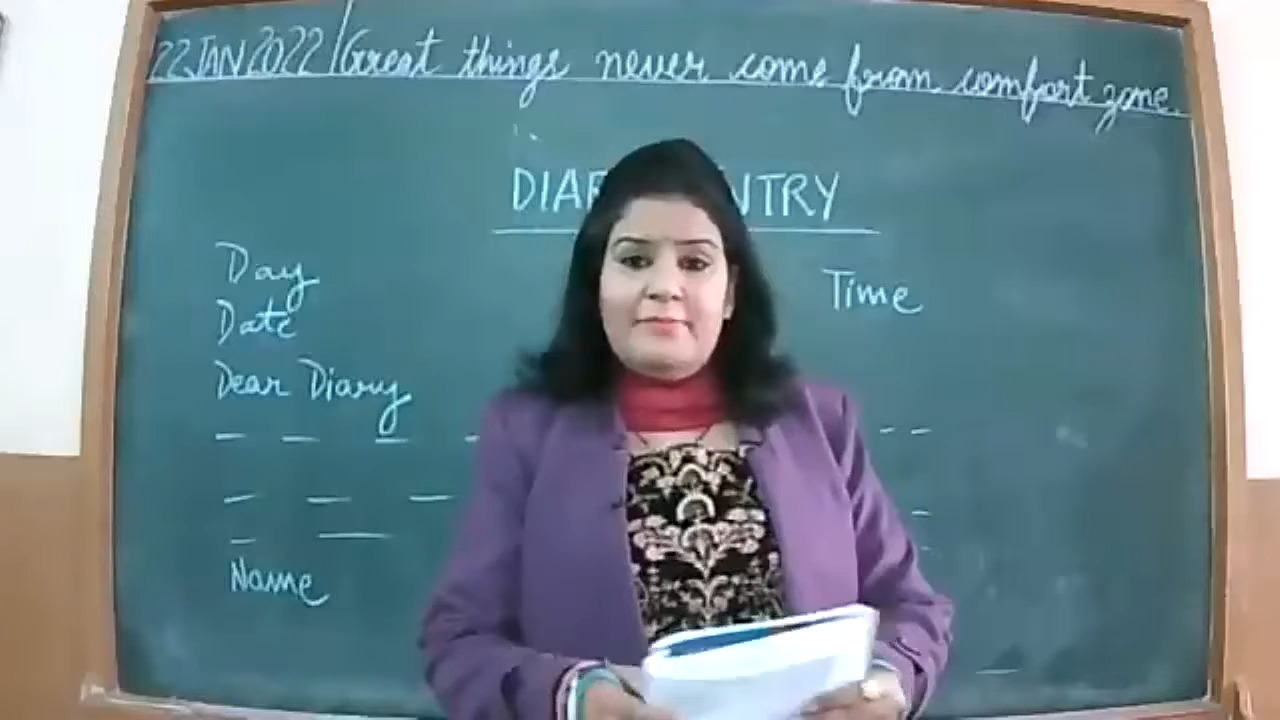 22 JAN 2022 / Great things never come from comfort zone.
DIARY ENTRY
Day
Time
Date
Dear Diary
Name